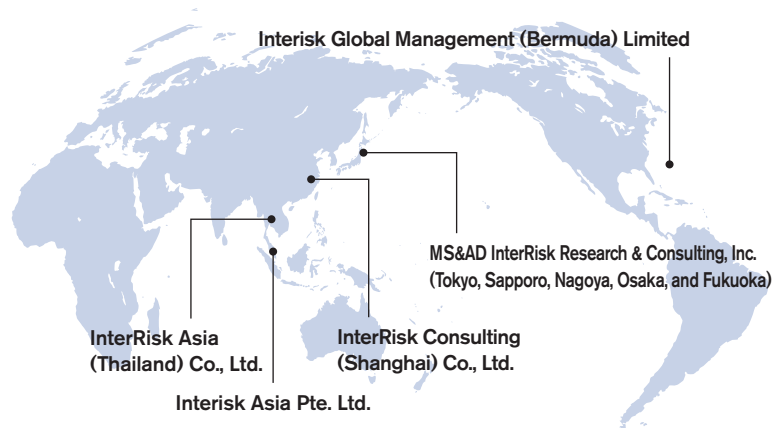 Interisk Global Management (Bermuda) Limited
MS&AD InterRisk Research & Consulting, Inc.
(Tokyo, Sapporo, Nagoya, Osaka, and Fukuoka)
InterRisk Asia
(Thailand) Co., Ltd.
InterRisk Consulting
(Shanghai) Co., Ltd.
Interisk Asia Pte. Ltd.